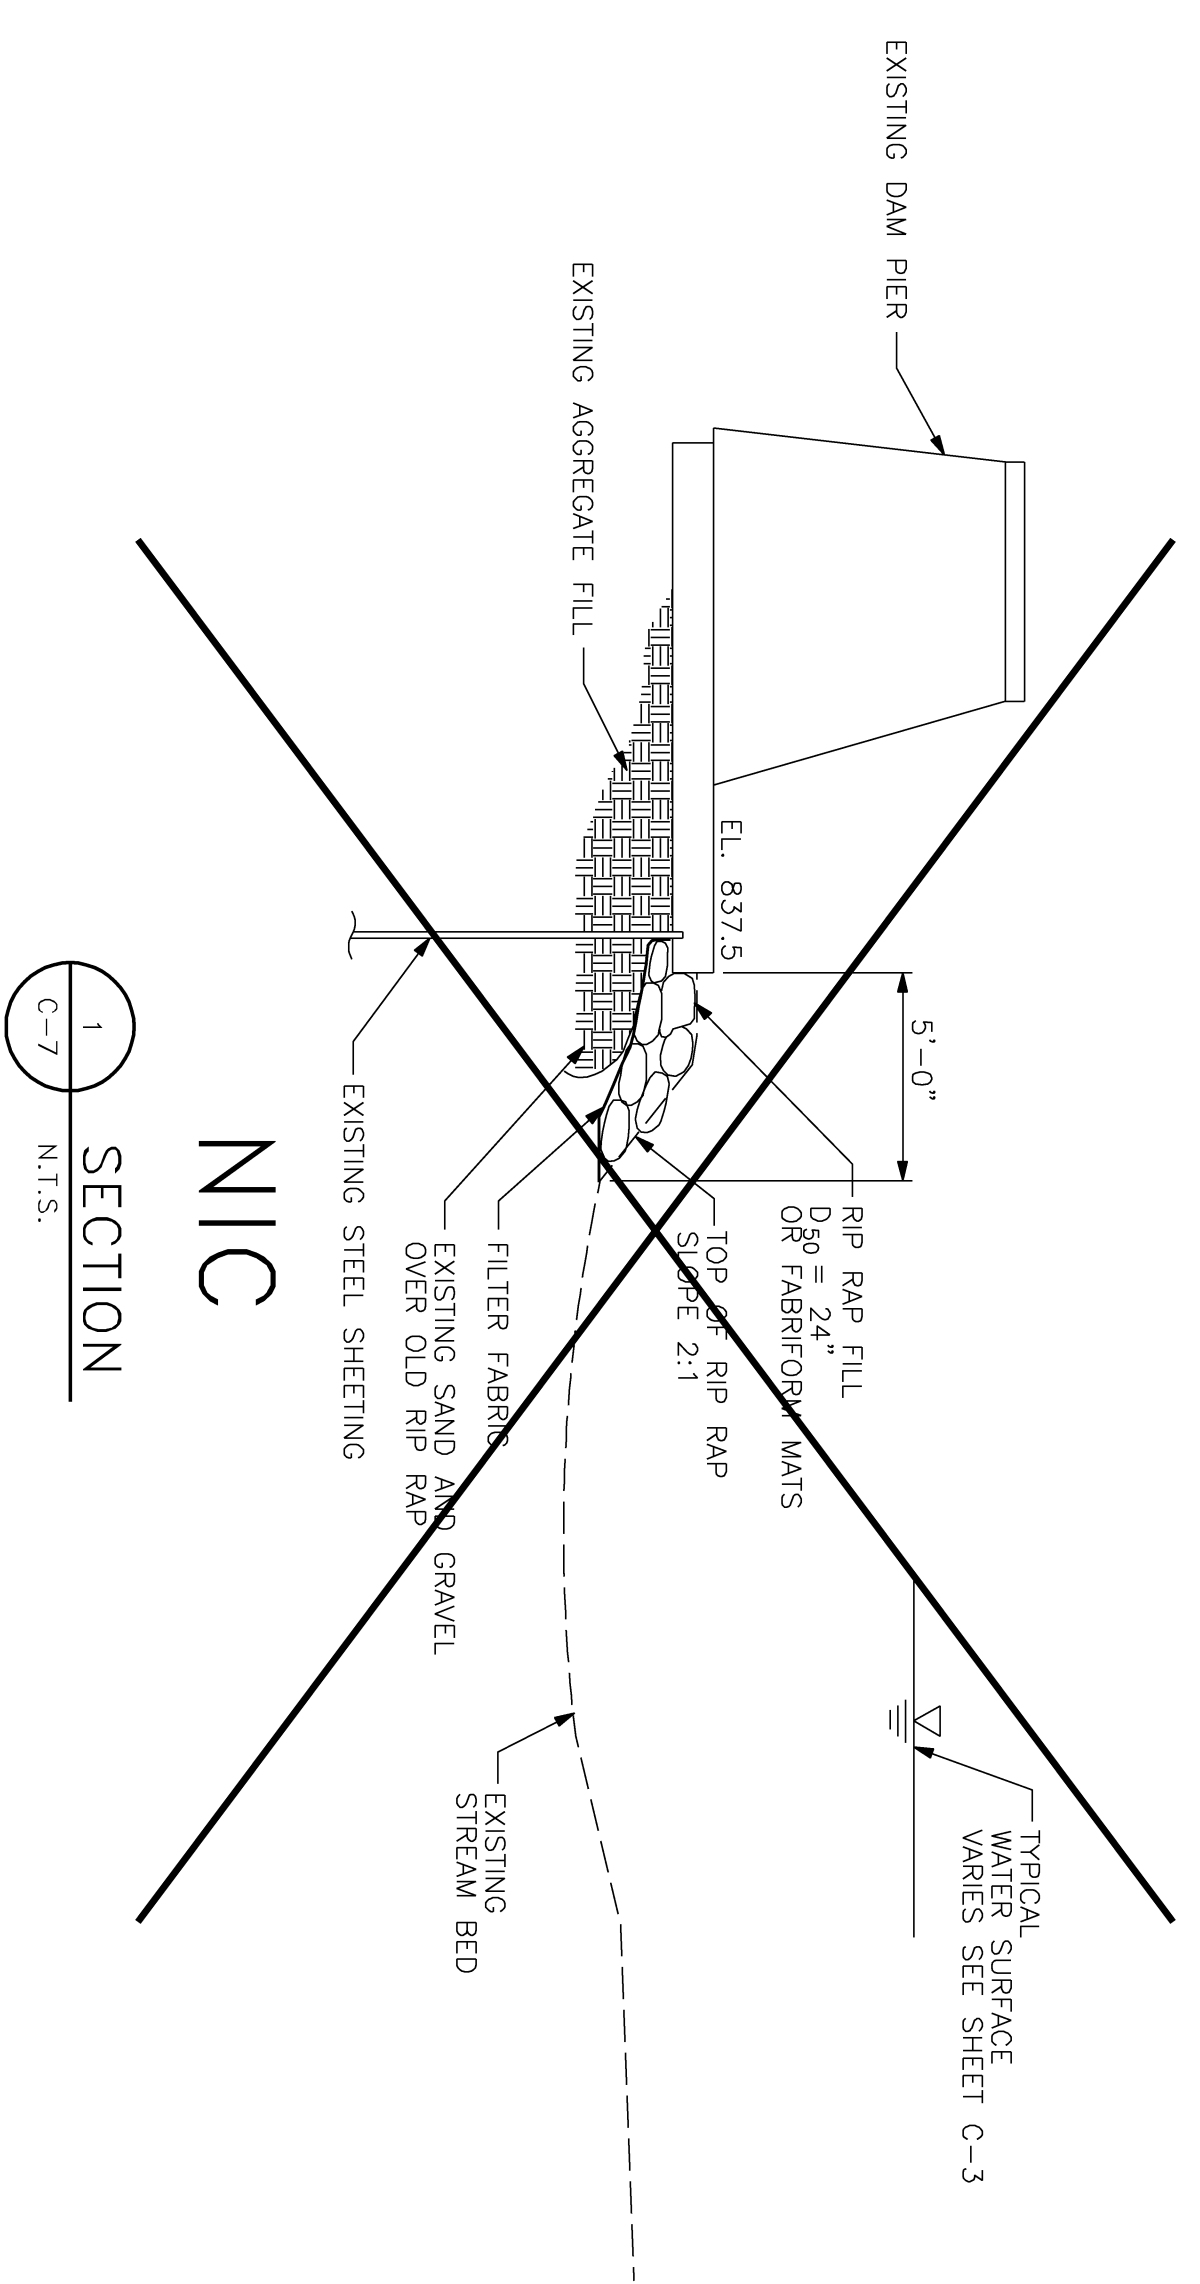 EXISTING DAM PIER
EXISTING AGGREGATE FILL
EL. 837.5
5'-0"
RIP RAP FILL
D50 = 24"
OR FABRIFORM MATS
TOP OF RIP RAP
SLOPE 2:1
TYPICAL
WATER SURFACE
VARIES SEE SHEET C-3
EXISTING
STREAM BED
FILTER FABRIC
EXISTING SAND AND GRAVEL
OVER OLD RIP RAP
EXISTING STEEL SHEETING
NIC
1
C-7
SECTION
N.T.S.